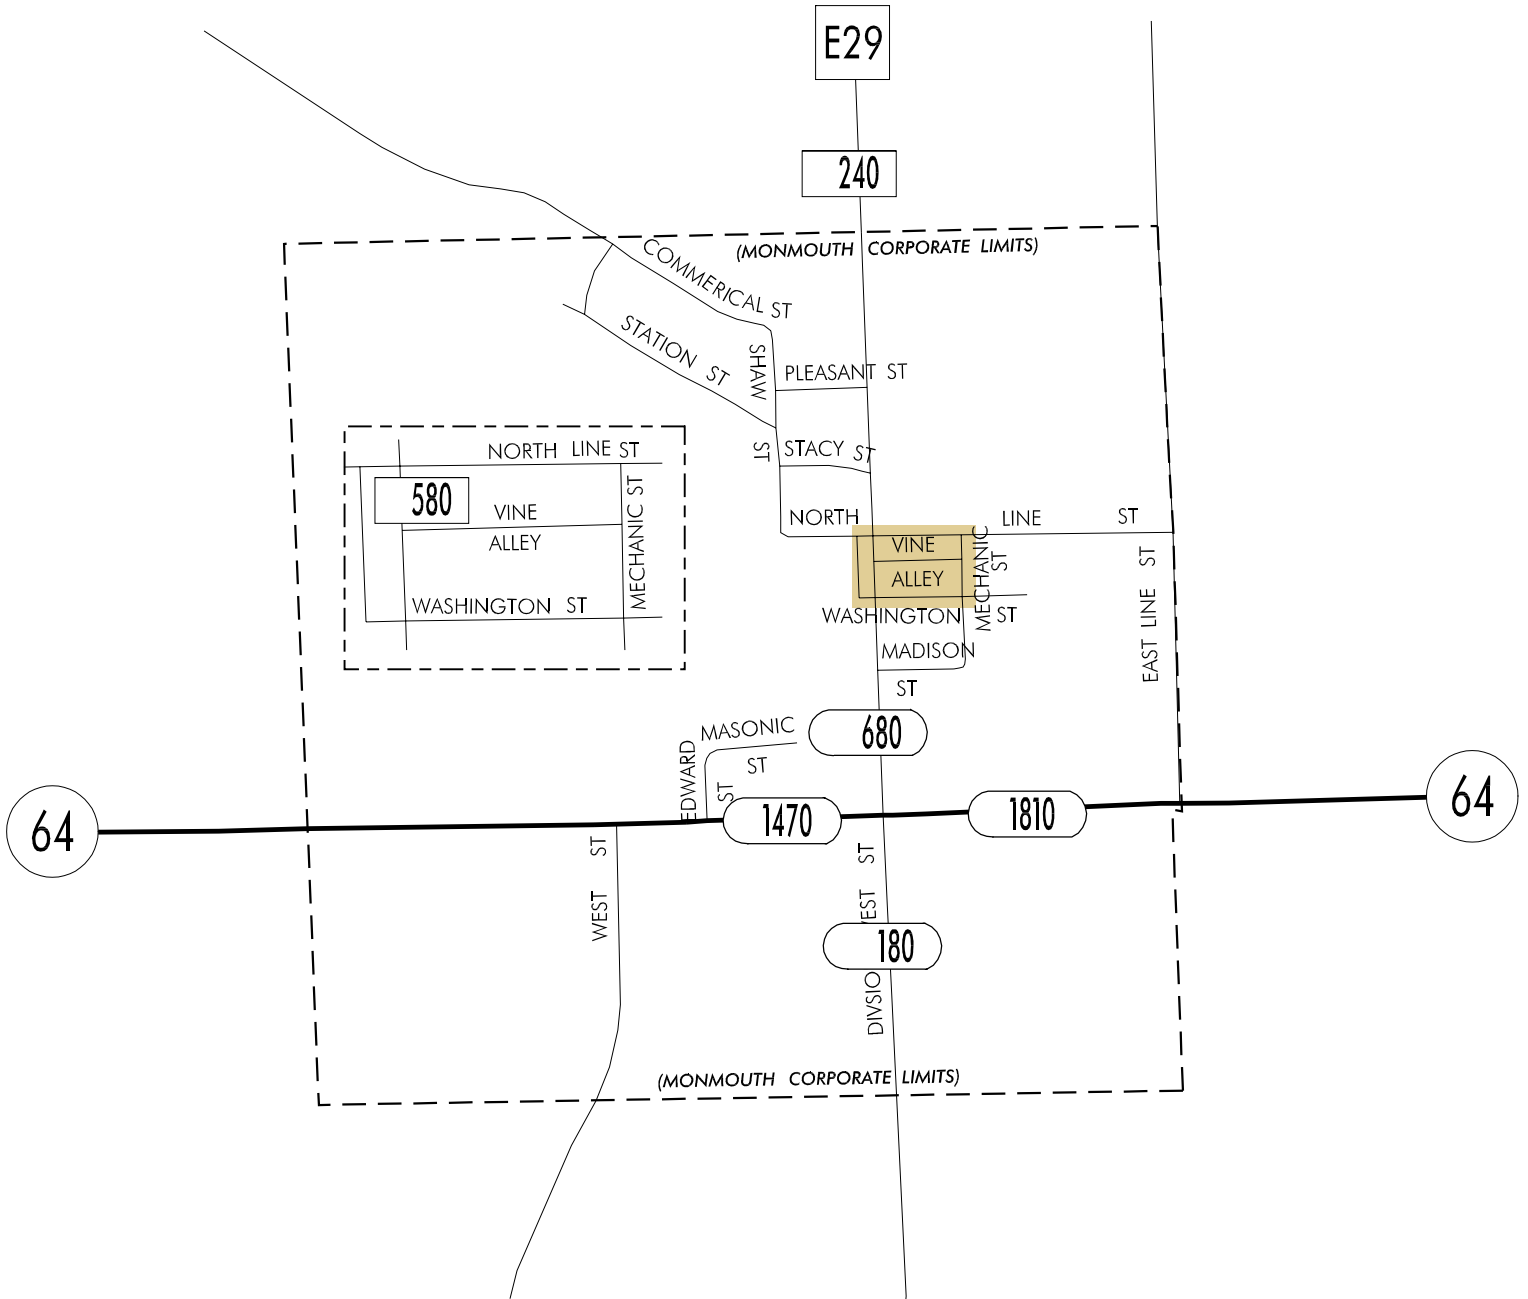 E29
240
(MONMOUTH CORPORATE LIMITS)
COMMERICAL ST
STATION ST
SHAW ST
PLEASANT ST
STACY ST
NORTH LINE ST
580
VINE
ALLEY
MECHANIC ST
WASHINGTON ST
NORTH LINE ST
VINE
ALLEY
MECHANIC ST
WASHINGTON ST
MADISON
ST
EAST LINE ST
680
MASONIC
ST
EDWARD
ST
64
1470
1810
64
WEST ST
ST
180
DIVSIO
(MONMOUTH CORPORATE LIMITS)